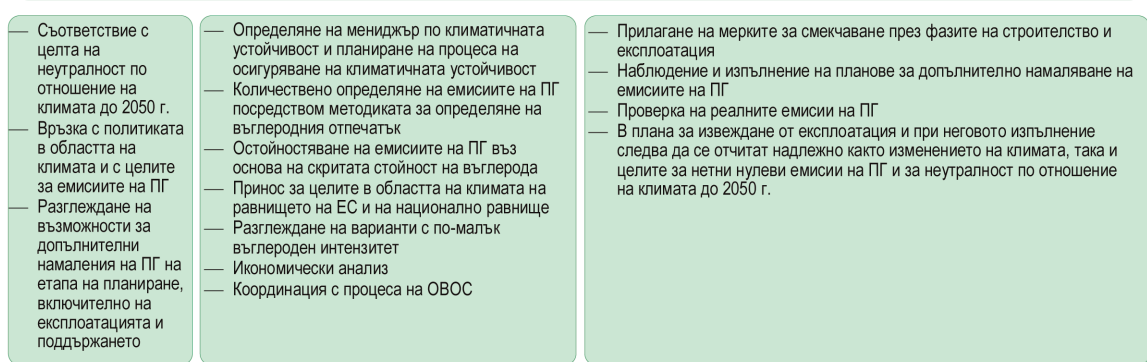 — Съответствие с
целта на
неутралност по
отношение на
климата до 2050 г.
— Връзка с политиката
в областта на
климата и с целите
за емисиите на ПГ
— Разглеждане на
възможности за
допълнителни
намаления на ПГ на
етапа на планиране,
включително на
експлоатацията и
поддържането
— Определяне на мениджър по климатичната
устойчивост и планиране на процеса на
осигуряване на климатичната устойчивост
— Количествено определяне на емисиите на ПГ
посредством методиката за определяне на
въглеродния отпечатък
— Остойностяване на емисиите на ПГ въз
основа на скритата стойност на въглерода
— Принос за целите в областта на климата на
равнището на ЕС и на национално равнище
— Разглеждане на варианти с по-малък
въглероден интензитет
— Икономически анализ
— Координация с процеса на ОВОС
— Прилагане на мерките за смекчаване през фазите на строителство и
експлоатация
— Наблюдение и изпълнение на планове за допълнително намаляване на
емисиите на ПГ
— Проверка на реалните емисии на ПГ
— В плана за извеждане от експлоатация и при неговото изпълнение
следва да се отчитат надлежно както изменението на климата, така и
целите за нетни нулеви емисии на ПГ и за неутралност по отношение
на климата до 2050 г.